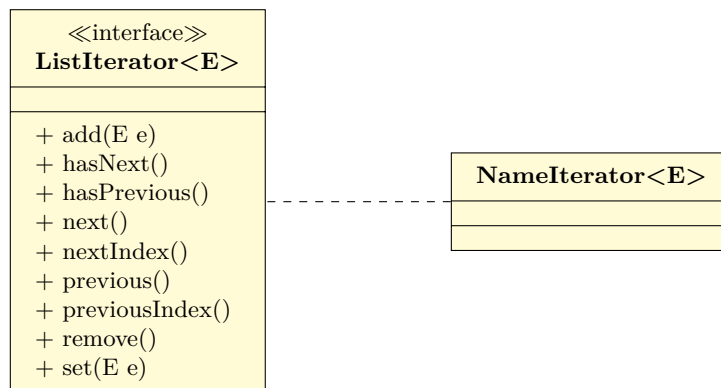 ≪interface≫
ListIterator<E>
+ add(E e)
+ hasNext()
+ hasPrevious()
+ next()
+ nextIndex()
+ previous()
+ previousIndex()
+ remove()
+ set(E e)
NameIterator<E>